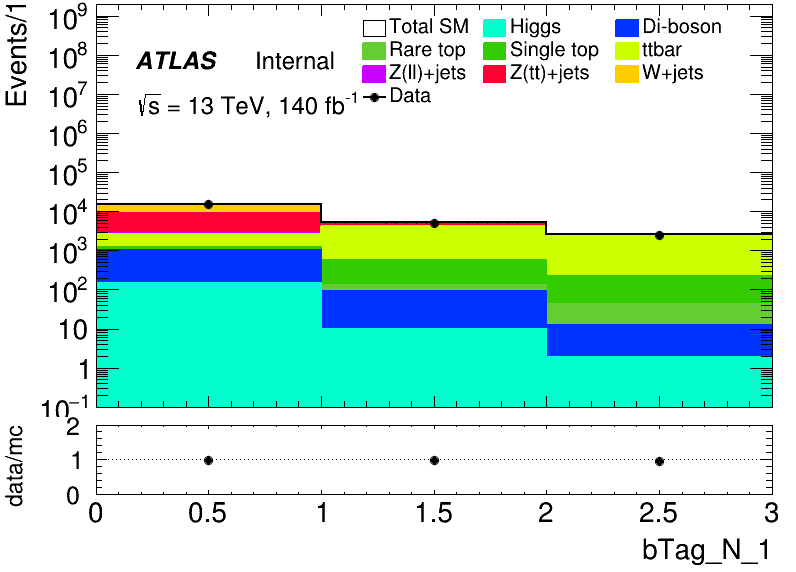 Events/1
10⁹
10⁸
10⁷
10⁶
10⁵
10⁴
10³
10²
10
1
10⁻¹
ATLAS Internal
√s = 13 TeV, 140 fb⁻¹
Total SM Higgs Di-boson
Rare top Single top ttbar
Z(ll)+jets Z(tt)+jets W+jets
Data
data/mc
2
1
0
0 0.5 1 1.5 2 2.5 3
bTag_N_1